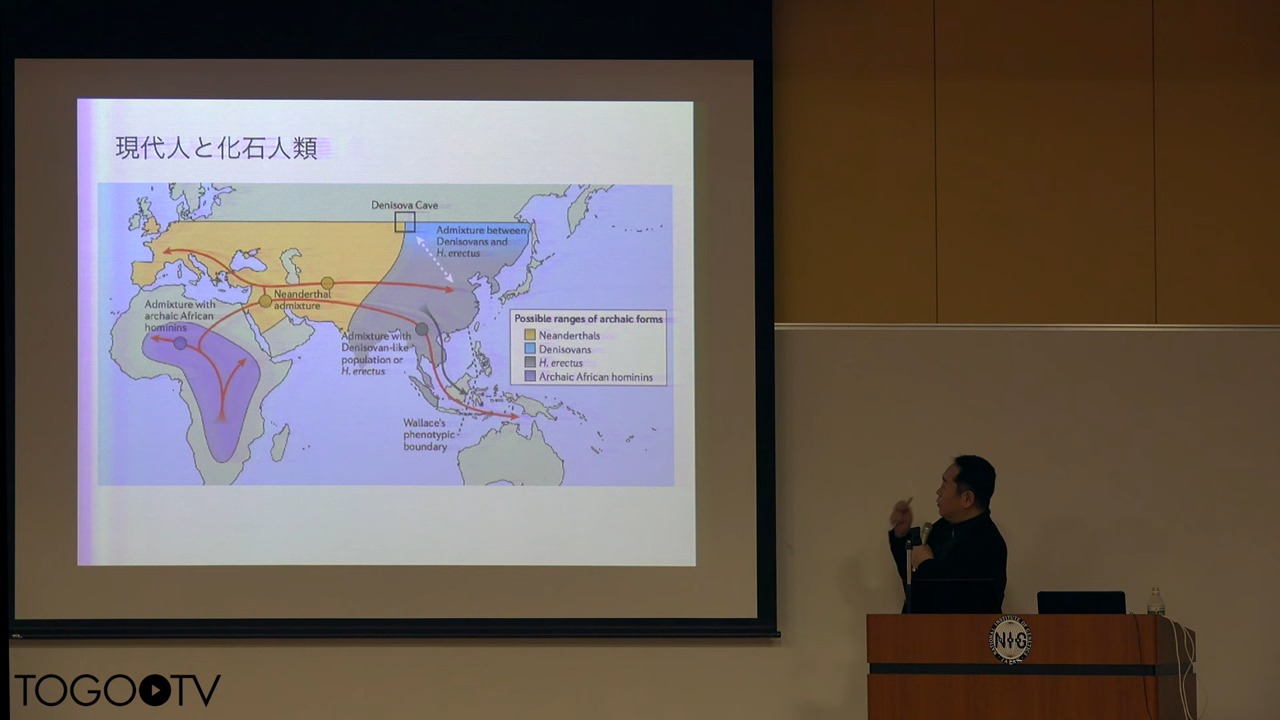 現代人と化石人類
Denisova Cave
Admixture between
Denisovans and
H. erectus
Neanderthal
admixture
Admixture with
archaic African
hominins
Admixture with
Denisovan-like
population or
H. erectus
Possible ranges of archaic forms
Neanderthals
Denisovans
H. erectus
Archaic African hominins
Wallace's
phenotypic
boundary
NIG
TOGO TV